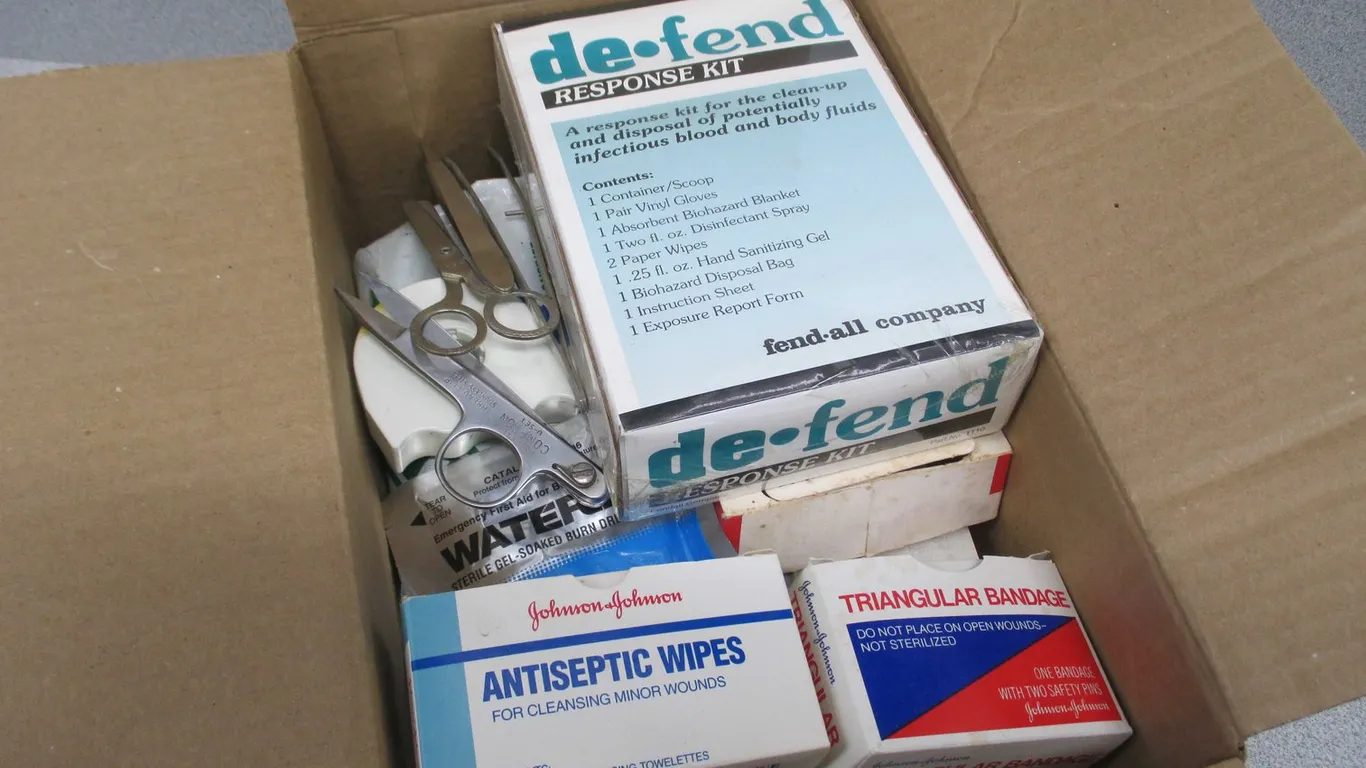 de•fend
RESPONSE KIT
A response kit for the clean-up
and disposal of potentially
infectious blood and body fluids
Contents:
1 Container/Scoop
1 Pair Vinyl Gloves
1 Absorbent Biohazard Blanket
1 Two fl. oz. Disinfectant Spray
2 Paper Wipes
1 .25 fl. oz. Hand Sanitizing Gel
1 Biohazard Disposal Bag
1 Instruction Sheet
1 Exposure Report Form
fend•all company
de•fend
RESPONSE KIT
TEAR
TO
OPEN
CATAL
Protect from
Emergency First Aid for B
WATER
STERILE GEL-SOAKED BURN DR
Johnson & Johnson
ANTISEPTIC WIPES
FOR CLEANSING MINOR WOUNDS
SING TOWELETTES
Johnson & Johnson
TRIANGULAR
TRIANGULAR BANDAGE
DO NOT PLACE ON OPEN WOUNDS–
NOT STERILIZED
ONE BANDAGE
WITH TWO SAFETY PINS
Johnson & Johnson